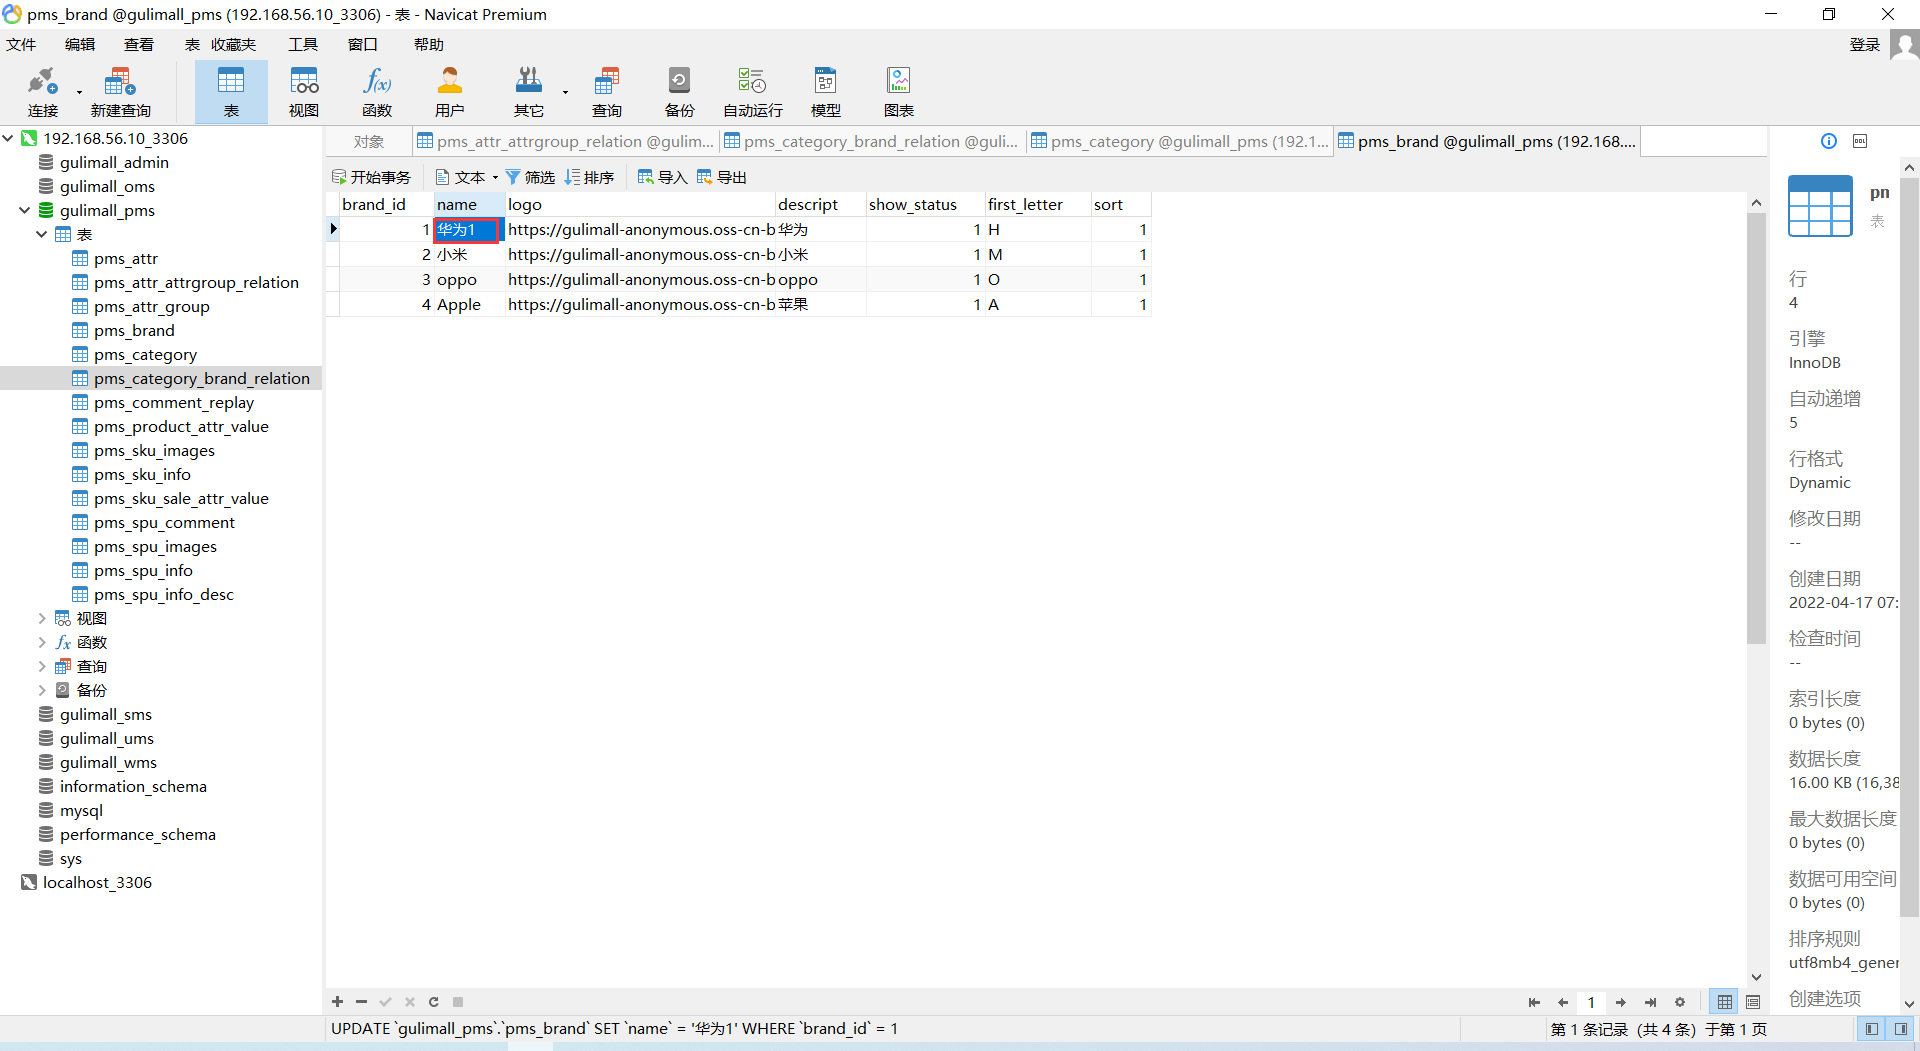 pms_brand @gulimall_pms (192.168.56.10_3306) - 表 - Navicat Premium
文件 编辑 查看 表 收藏夹 工具 窗口 帮助 登录
连接 新建查询 表 视图 函数 用户 其它 查询 备份 自动运行 模型 图表
192.168.56.10_3306
gulimall_admin
gulimall_oms
gulimall_pms
表
pms_attr
pms_attr_attrgroup_relation
pms_attr_group
pms_brand
pms_category
pms_category_brand_relation
pms_comment_replay
pms_product_attr_value
pms_sku_images
pms_sku_info
pms_sku_sale_attr_value
pms_spu_comment
pms_spu_images
pms_spu_info
pms_spu_info_desc
视图
fx 函数
查询
备份
gulimall_sms
gulimall_ums
gulimall_wms
information_schema
mysql
performance_schema
sys
localhost_3306
对象 pms_attr_attrgroup_relation @gulim... pms_category_brand_relation @guli... pms_category @gulimall_pms (192.1... pms_brand @gulimall_pms (192.168....
开始事务 文本 筛选 排序 导入 导出
brand_id name logo descript show_status first_letter sort
1 华为1 https://gulimall-anonymous.oss-cn-b 华为 1 H 1
2 小米 https://gulimall-anonymous.oss-cn-b 小米 1 M 1
3 oppo https://gulimall-anonymous.oss-cn-b oppo 1 O 1
4 Apple https://gulimall-anonymous.oss-cn-b 苹果 1 A 1
1
UPDATE `gulimall_pms`.`pms_brand` SET `name` = '华为1' WHERE `brand_id` = 1
第 1 条记录 (共 4 条) 于第 1 页
pn
表
行
4
引擎
InnoDB
自动递增
5
行格式
Dynamic
修改日期
--
创建日期
2022-04-17 07:
检查时间
--
索引长度
0 bytes (0)
数据长度
16.00 KB (16,38
最大数据长度
0 bytes (0)
数据可用空间
0 bytes (0)
排序规则
utf8mb4_gener
创建选项